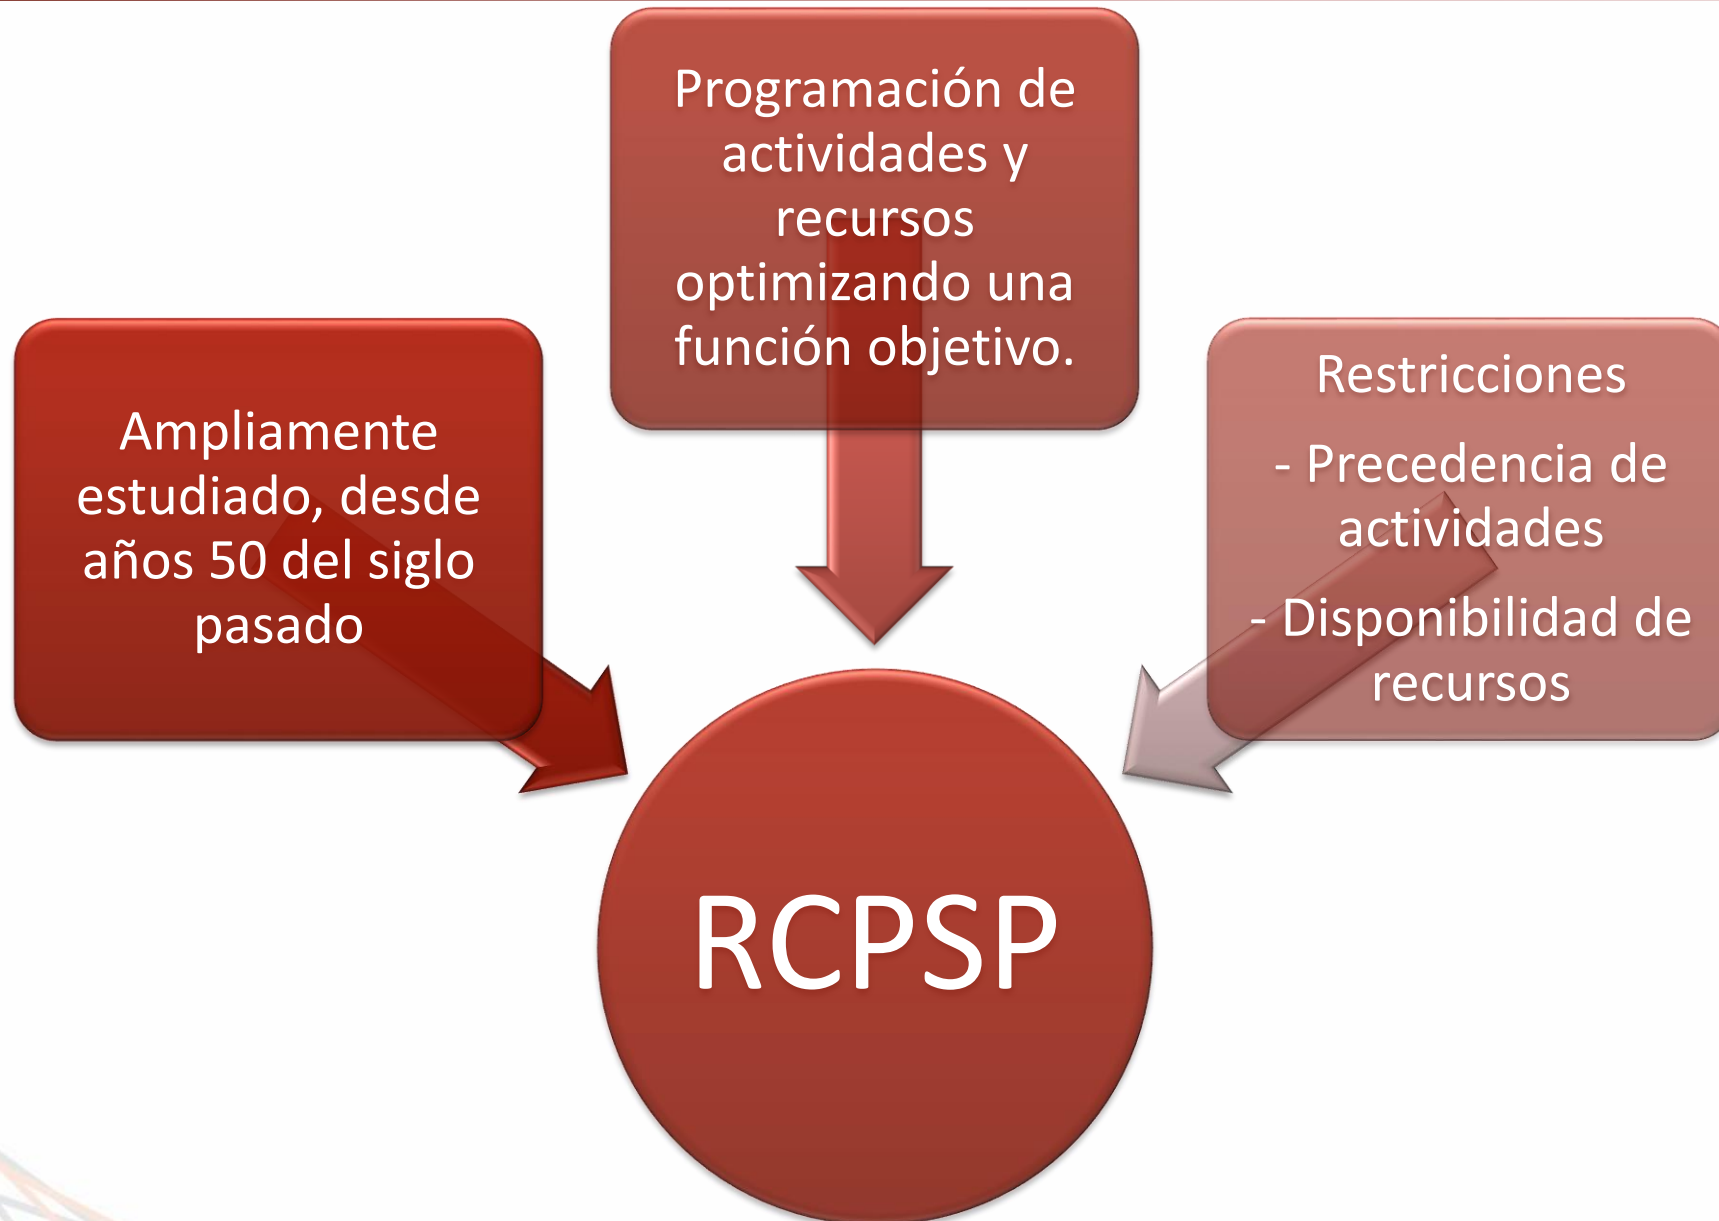 Programación de
actividades y
recursos
optimizando una
función objetivo.
Ampliamente
estudiado, desde
años 50 del siglo
pasado
Restricciones
- Precedencia de
actividades
- Disponibilidad de
recursos
RCPSP